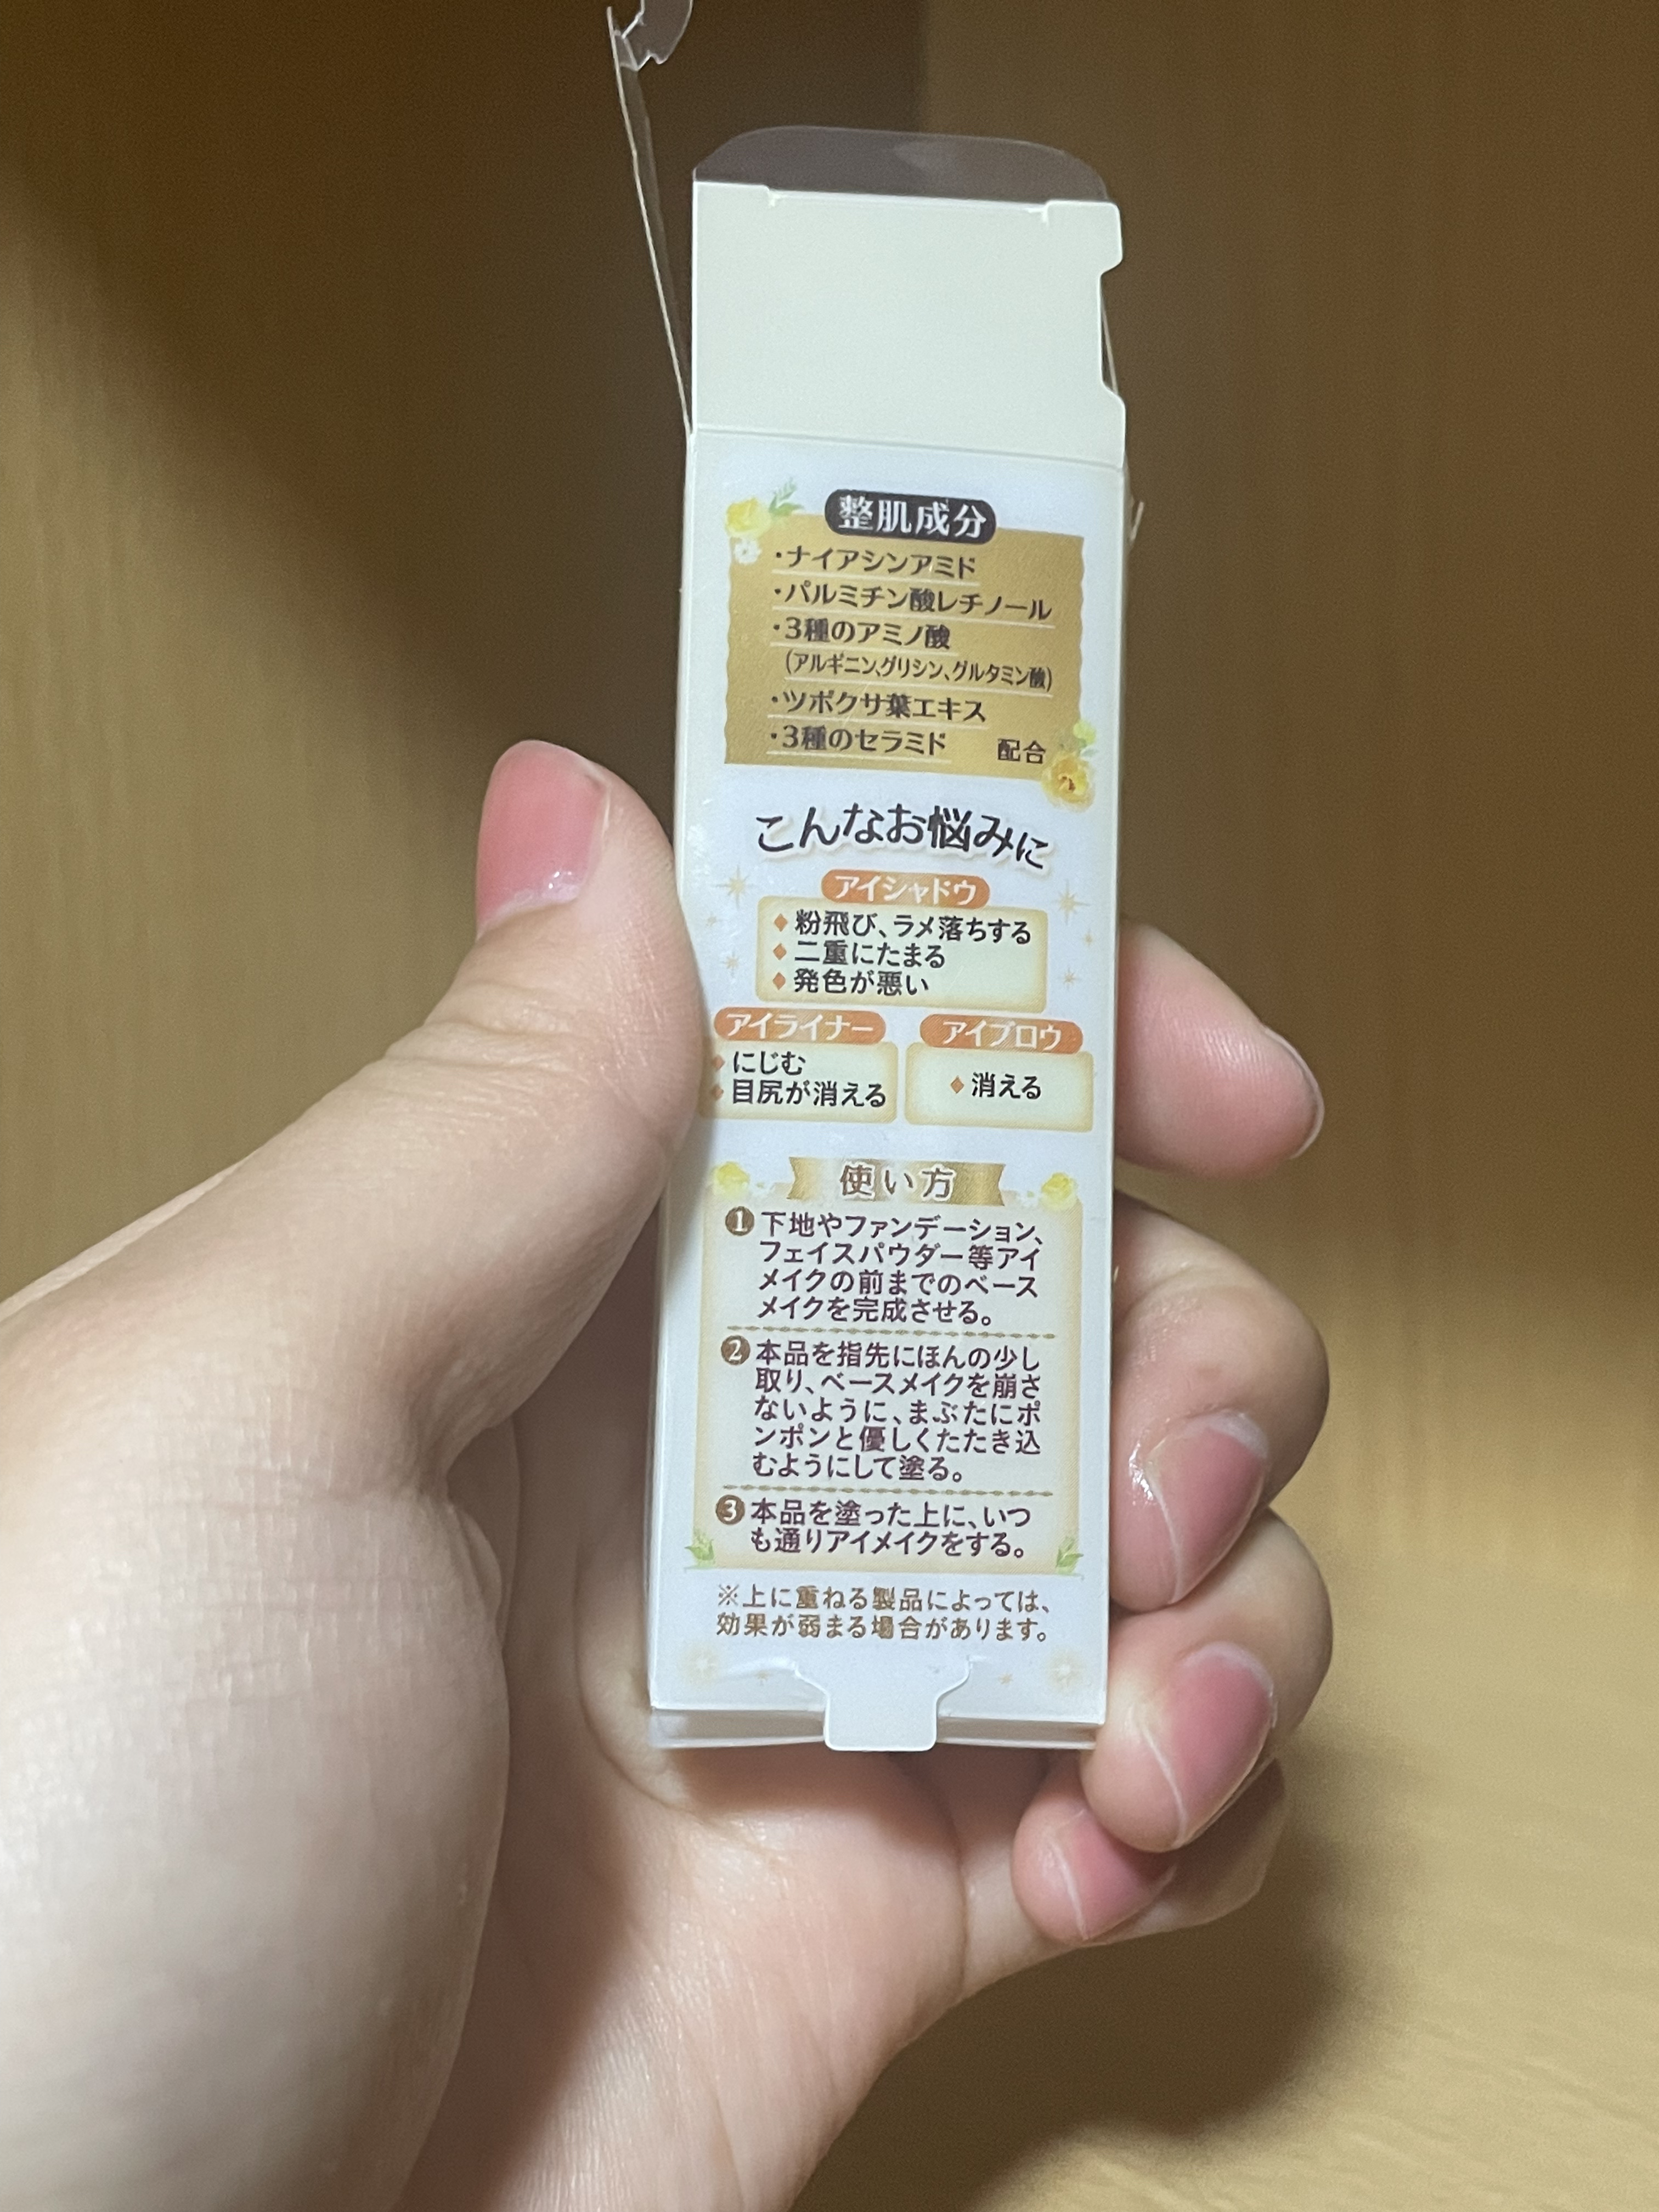 整肌成分
・ナイアシンアミド
・パルミチン酸レチノール
・3種のアミノ酸
(アルギニン、グリシン、グルタミン酸)
・ツボクサ葉エキス
・3種のセラミド 配合
こんなお悩みに
アイシャドウ
◆粉飛び、ラメ落ちする
◆二重にたまる
◆発色が悪い
アイライナー
◆にじむ
◆目尻が消える
アイブロウ
◆消える
使い方
❶下地やファンデーション、
フェイスパウダー等アイ
メイクの前までのベース
メイクを完成させる。
❷本品を指先にほんの少し
取り、ベースメイクを崩さ
ないように、まぶたにポ
ンポンと優しくたたき込
むようにして塗る。
❸本品を塗った上に、いつ
も通りアイメイクをする。
※上に重ねる製品によっては、
効果が弱まる場合があります。